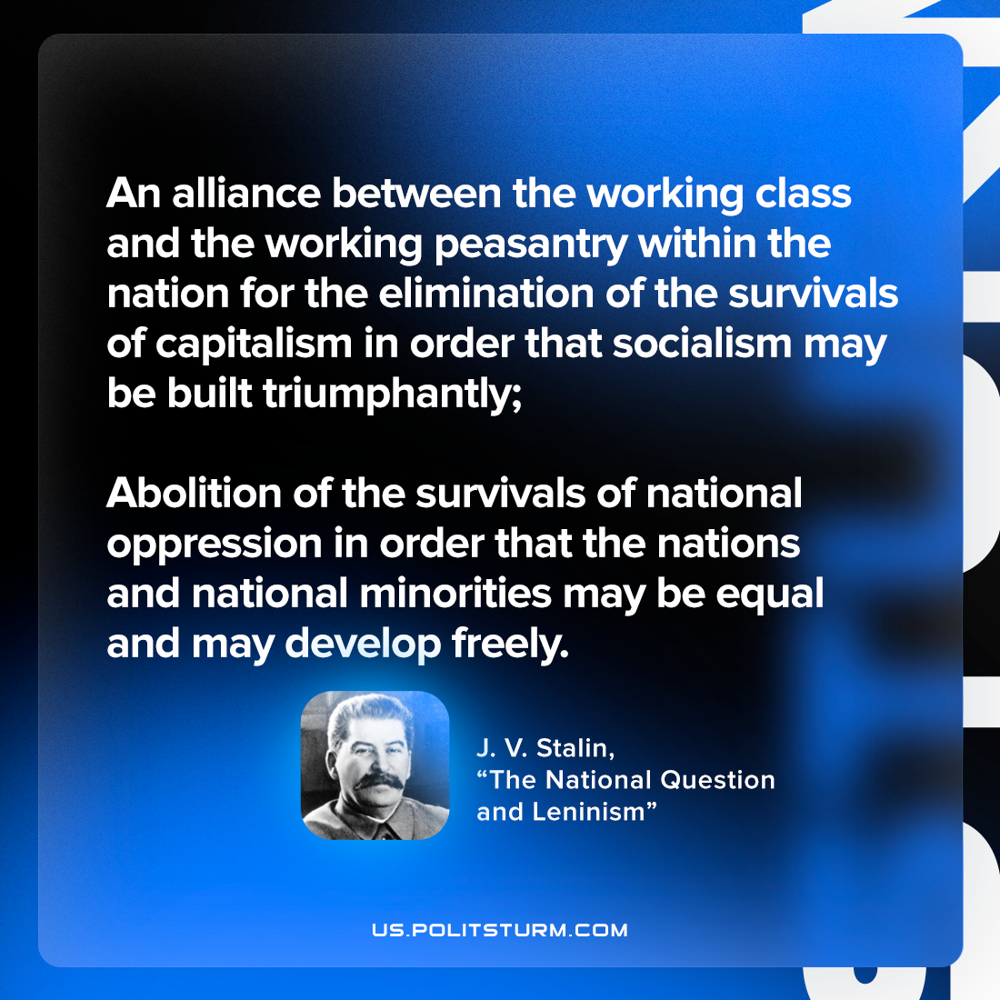 An alliance between the working class
and the working peasantry within the
nation for the elimination of the survivals
of capitalism in order that socialism may
be built triumphantly;
Abolition of the survivals of national
oppression in order that the nations
and national minorities may be equal
and may develop freely.
J. V. Stalin,
“The National Question
and Leninism”
US.POLITSTURM.COM